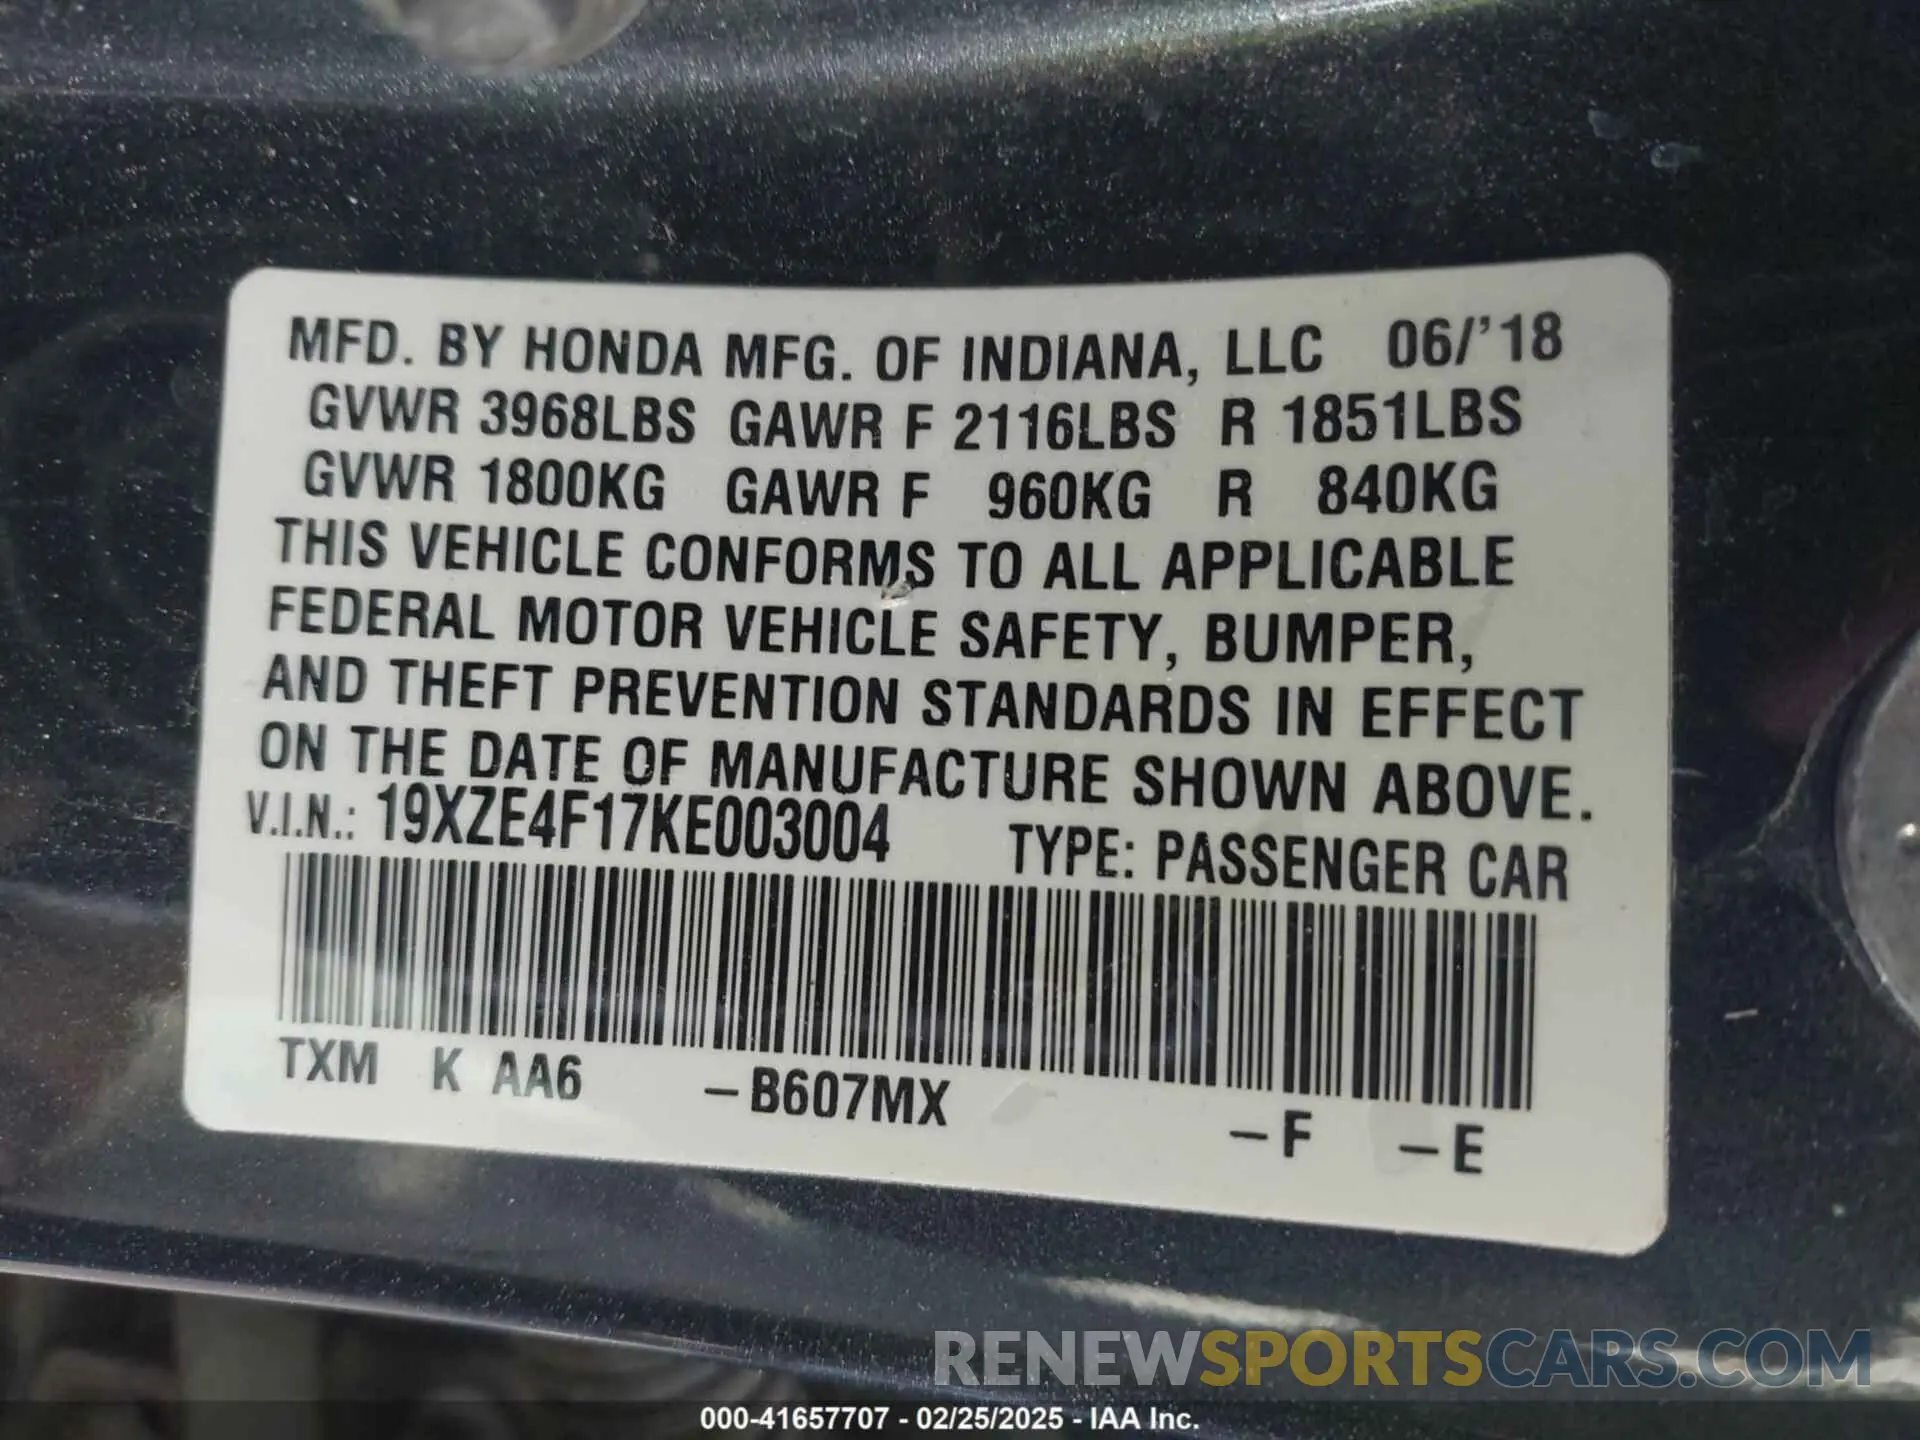 MFD. BY HONDA MFG. OF INDIANA, LLC 06/'18
GVWR 3968LBS GAWR F 2116LBS R 1851LBS
GVWR 1800KG GAWR F 960KG R 840KG
THIS VEHICLE CONFORMS TO ALL APPLICABLE
FEDERAL MOTOR VEHICLE SAFETY, BUMPER,
AND THEFT PREVENTION STANDARDS IN EFFECT
ON THE DATE OF MANUFACTURE SHOWN ABOVE.
V.I.N.: 19XZE4F17KE003004 TYPE: PASSENGER CAR
TXM K AA6 –B607MX –F –E
RENEWSPORTSCARS.COM
000-41657707 - 02/25/2025 - IAA Inc.